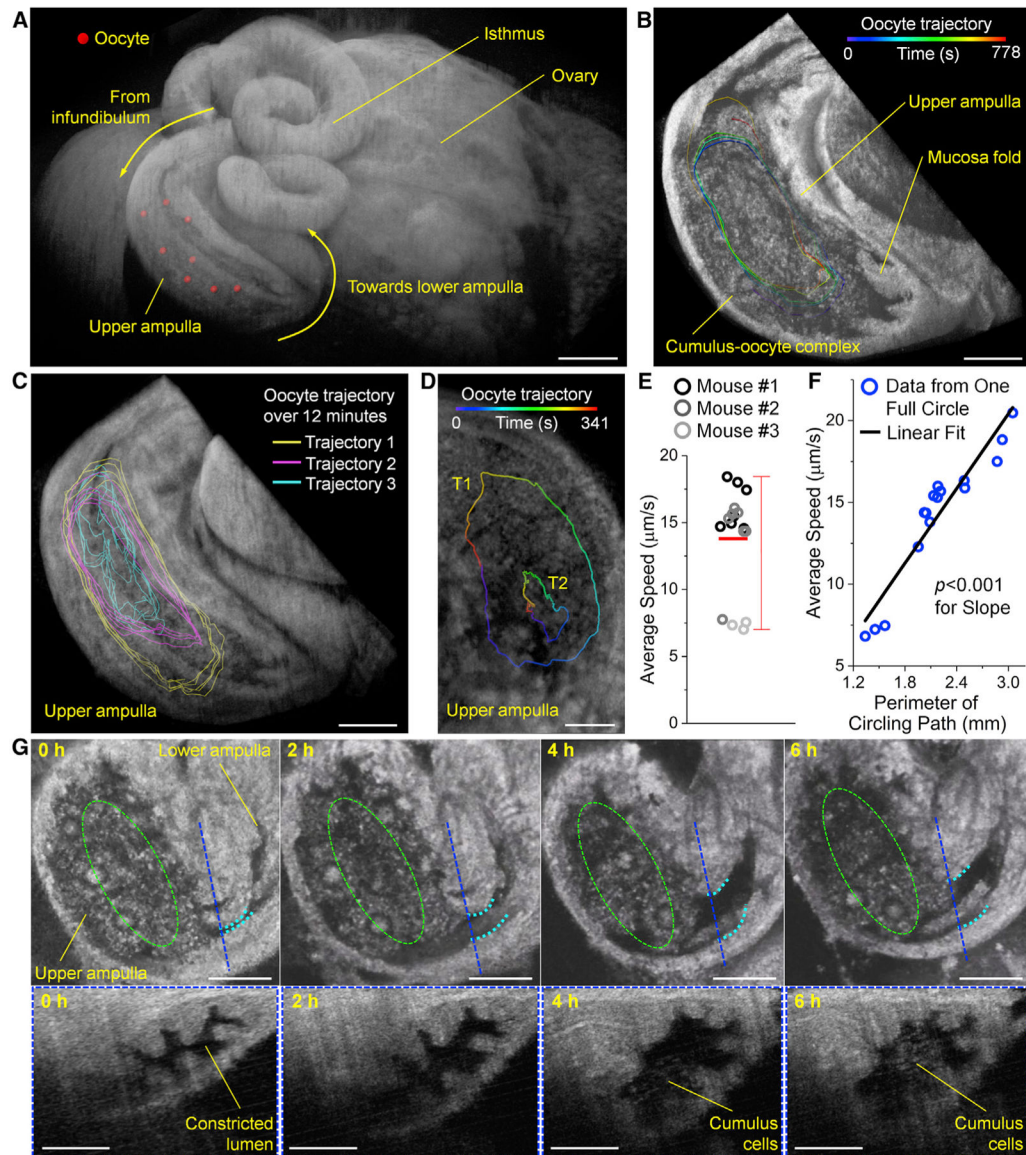 A
Oocyte
From
infundibulum
Isthmus
Ovary
Towards lower ampulla
Upper ampulla
B
Oocyte trajectory
0 Time (s) 778
Upper ampulla
Mucosa fold
Cumulus-oocyte complex
C
Oocyte trajectory
over 12 minutes
Trajectory 1
Trajectory 2
Trajectory 3
Upper ampulla
D
Oocyte trajectory
0 Time (s) 341
T1
T2
Upper ampulla
E
Mouse #1
Mouse #2
Mouse #3
Average Speed (μm/s)
20
15
10
5
0
F
Data from One
Full Circle
Linear Fit
Average Speed (μm/s)
20
15
10
5
p<0.001
for Slope
1.2 1.8 2.4 3.0
Perimeter of
Circling Path (mm)
G
0 h
Lower ampulla
2 h
4 h
6 h
Upper ampulla
0 h
2 h
4 h
6 h
Constricted
lumen
Cumulus
cells
Cumulus
cells